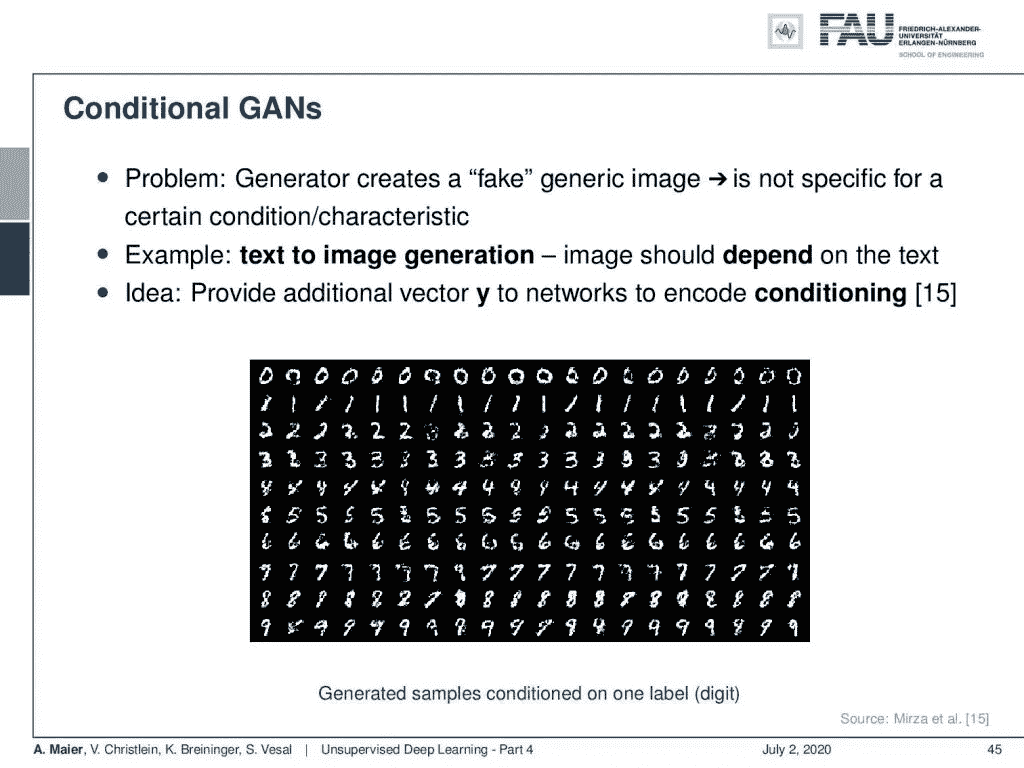 FAU
FRIEDRICH-ALEXANDER-
UNIVERSITÄT
ERLANGEN-NÜRNBERG
SCHOOL OF ENGINEERING
Conditional GANs
• Problem: Generator creates a “fake” generic image ➔ is not specific for a
certain condition/characteristic
• Example: text to image generation – image should depend on the text
• Idea: Provide additional vector y to networks to encode conditioning [15]
Generated samples conditioned on one label (digit)
Source: Mirza et al. [15]
A. Maier, V. Christlein, K. Breininger, S. Vesal | Unsupervised Deep Learning - Part 4 July 2, 2020 45